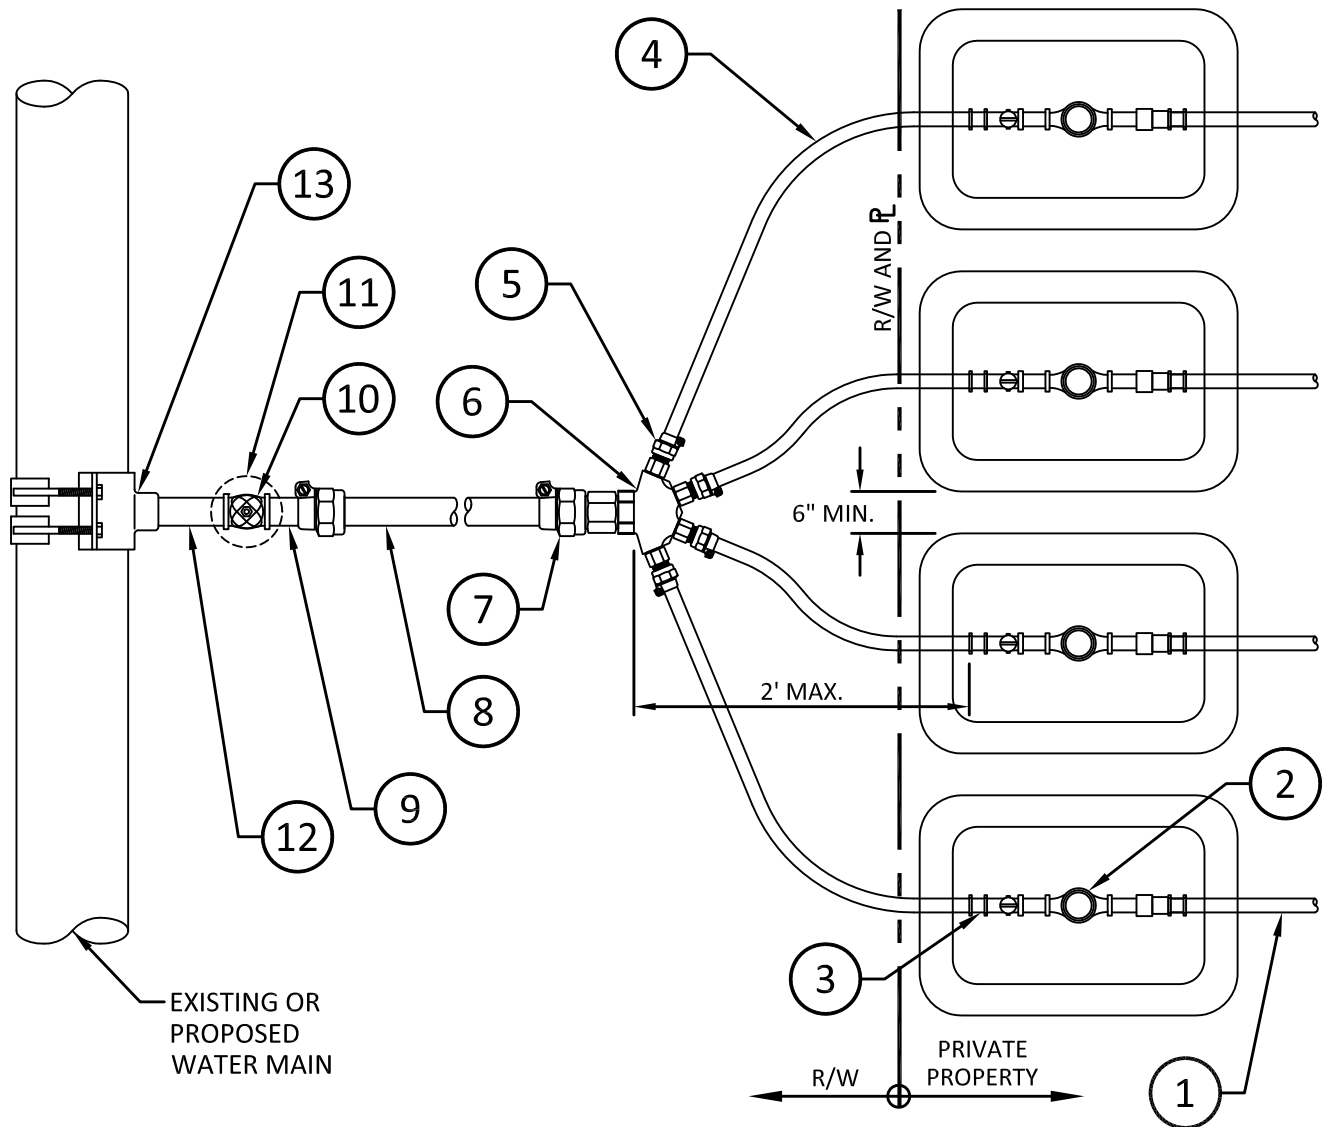 4
13
R/W AND PL
5
11
10
6
6" MIN.
7
8
2' MAX.
9
12
2
3
EXISTING OR
PROPOSED
WATER MAIN
R/W
PRIVATE
PROPERTY
1